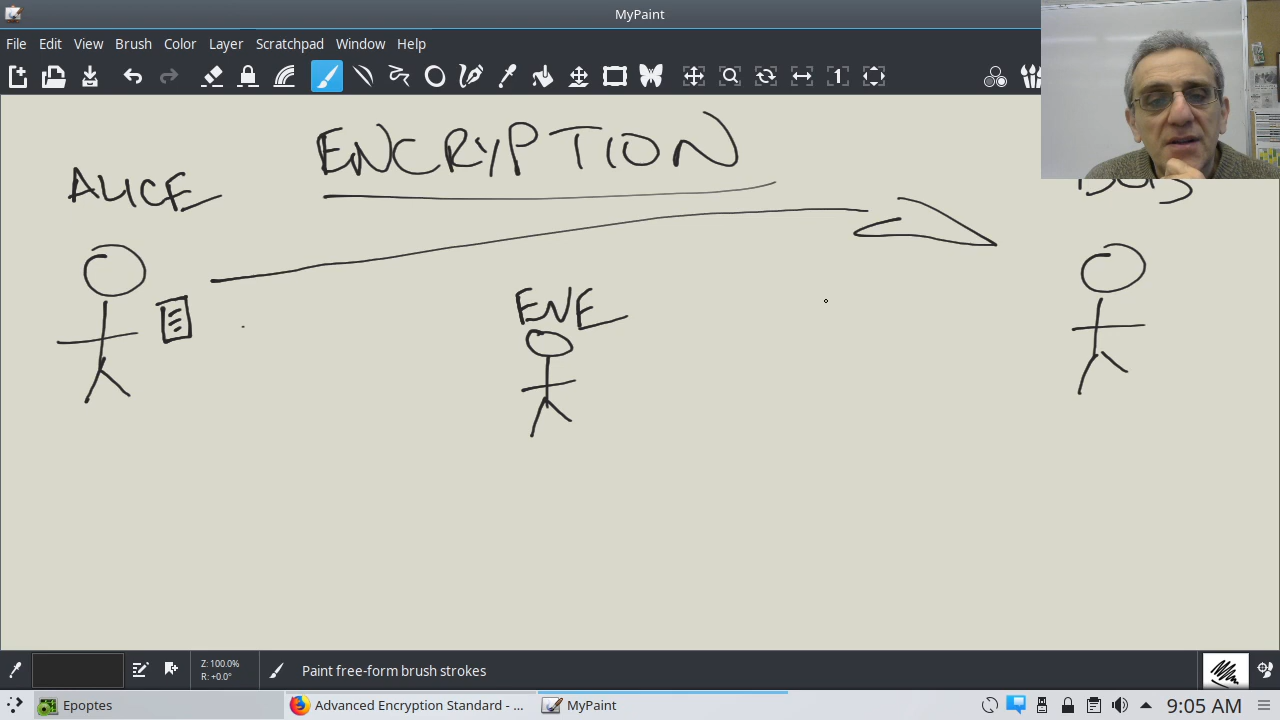 MyPaint
File Edit View Brush Color Layer Scratchpad Window Help
ENCRYPTION
ALICE
EVE
Z: 100.0%
R: +0.0°
Paint free-form brush strokes
Epoptes
Advanced Encryption Standard - ...
MyPaint
9:05 AM